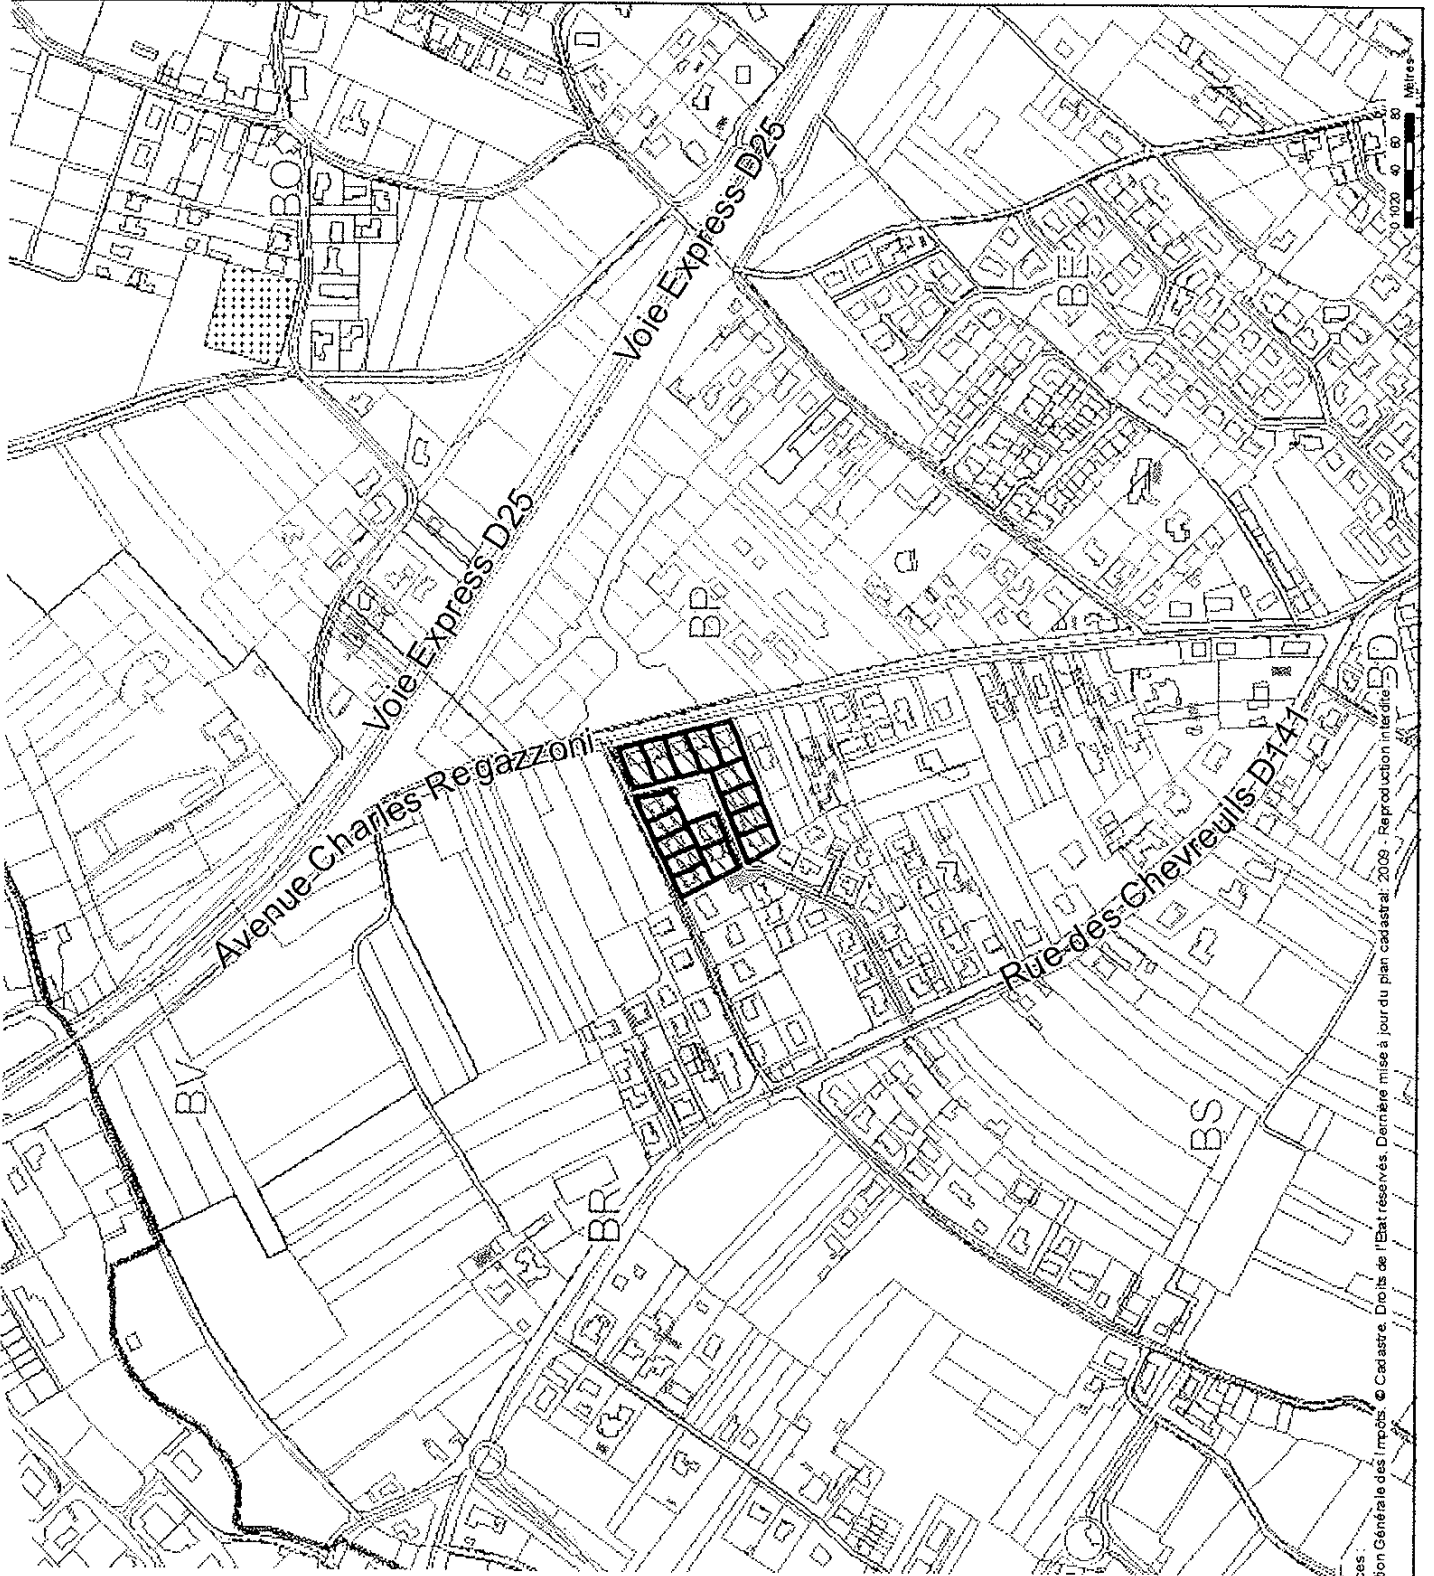 BO
Voie Express D25
Voie Express D25
BE
BP
Avenue Charles Regazzoni
BV
BR
Rue des Chevreuils D141
BD
BS
0 10 20 40 60 80 Mètres
ces :
tion Générale des Impôts. © Cadastre, Droits de l'Etat réservés. Dernière mise à jour du plan cadastral: 2009 - Reproduction interdite